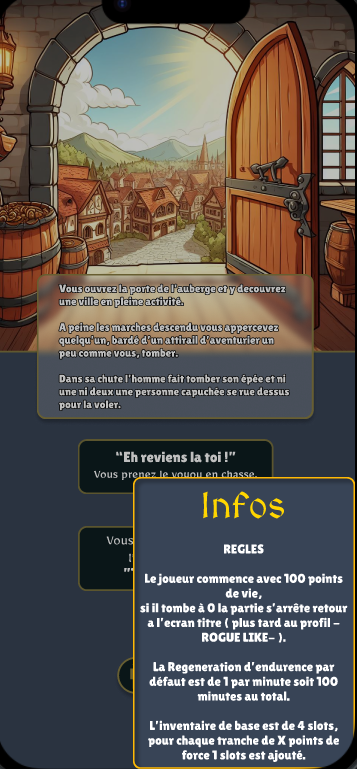 Vous ouvrez la porte de l'auberge et y decouvrez
une ville en pleine activité.
A peine les marches descendu vous appercevez
quelqu'un, bardé d'un attirail d'aventurier un
peu comme vous, tomber.
Dans sa chute l'homme fait tomber son épée et ni
une ni deux une personne capuchée se rue dessus
pour la voler.
“Eh reviens la toi !”
Vous prenez le voyou en chasse.
Vous
Infos
REGLES
Le joueur commence avec 100 points
de vie,
si il tombe à 0 la partie s'arrête retour
a l'ecran titre ( plus tard au profil -
ROGUE LIKE- ).
La Regeneration d'endurence par
défaut est de 1 par minute soit 100
minutes au total.
L'inventaire de base est de 4 slots,
pour chaque tranche de X points de
force 1 slots est ajouté.